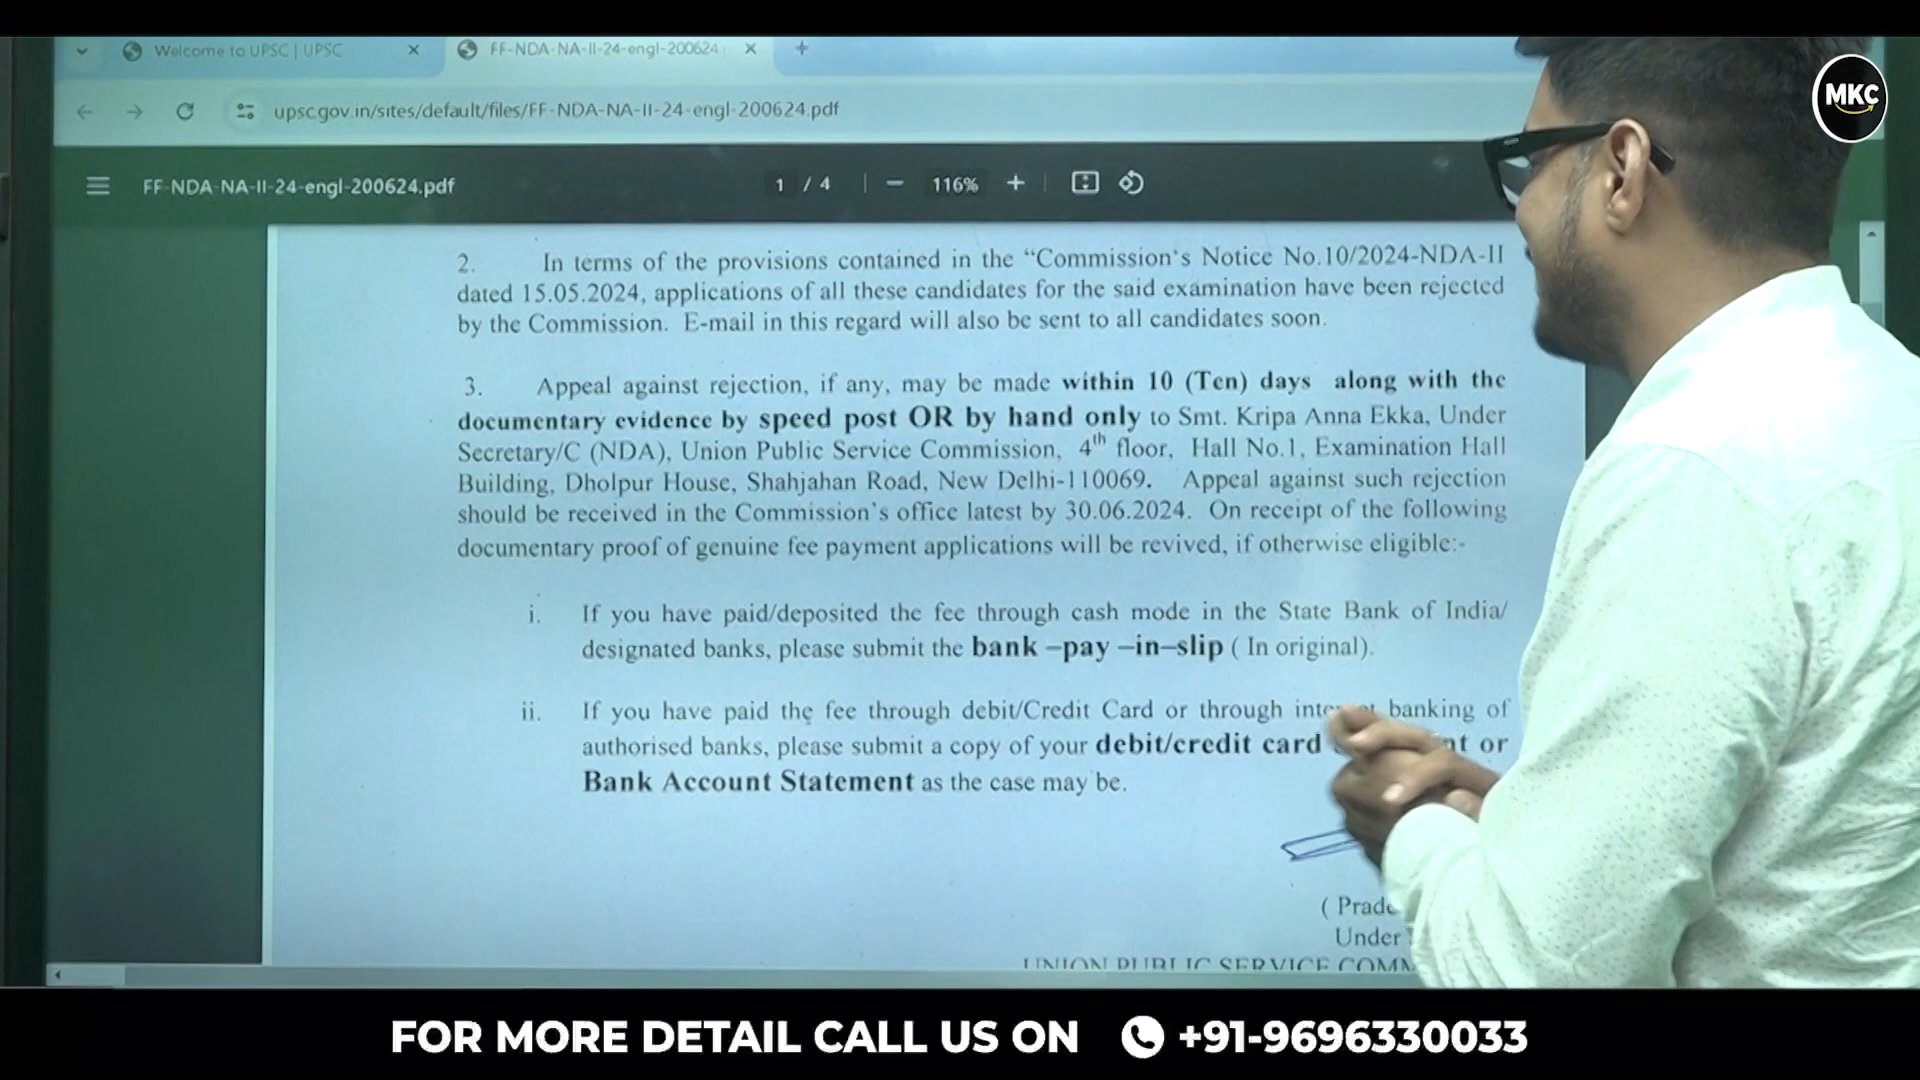 Welcome to UPSC | UPSC
FF-NDA-NA-II-24-engl-200624.
upsc.gov.in/sites/default/files/FF-NDA-NA-II-24-engl-200624.pdf
MKC
FF-NDA-NA-II-24-engl-200624.pdf
1 / 4
116%
2. In terms of the provisions contained in the “Commission's Notice No.10/2024-NDA-II
dated 15.05.2024, applications of all these candidates for the said examination have been rejected
by the Commission. E-mail in this regard will also be sent to all candidates soon.
3. Appeal against rejection, if any, may be made within 10 (Ten) days along with the
documentary evidence by speed post OR by hand only to Smt. Kripa Anna Ekka, Under
Secretary/C (NDA), Union Public Service Commission, 4th floor, Hall No.1, Examination Hall
Building, Dholpur House, Shahjahan Road, New Delhi-110069. Appeal against such rejection
should be received in the Commission's office latest by 30.06.2024. On receipt of the following
documentary proof of genuine fee payment applications will be revived, if otherwise eligible:-
i. If you have paid/deposited the fee through cash mode in the State Bank of India/
designated banks, please submit the bank –pay –in–slip ( In original).
ii. If you have paid the fee through debit/Credit Card or through banking of
authorised banks, please submit a copy of your debit/credit card or
Bank Account Statement as the case may be.
( Prade
Under
UNION PUBLIC SERVICE COMM
FOR MORE DETAIL CALL US ON +91-9696330033